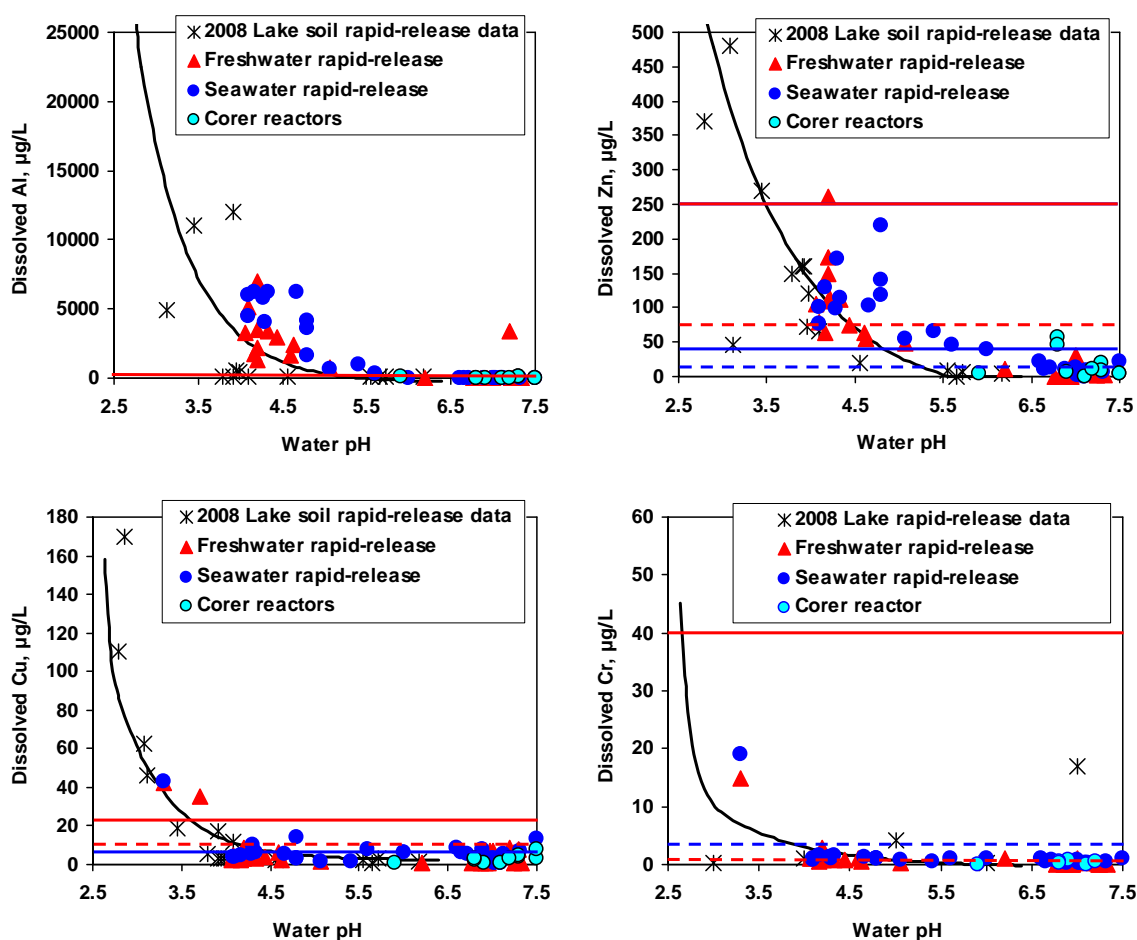 25000
20000
15000
10000
5000
0
Dissolved Al, µg/L
2008 Lake soil rapid-release data
Freshwater rapid-release
Seawater rapid-release
Corer reactors
2.5 3.5 4.5 5.5 6.5 7.5
Water pH
500
450
400
350
300
250
200
150
100
50
0
Dissolved Zn, µg/L
2008 Lake soil rapid-release data
Freshwater rapid-release
Seawater rapid-release
Corer reactors
2.5 3.5 4.5 5.5 6.5 7.5
Water pH
180
160
140
120
100
80
60
40
20
0
Dissolved Cu, µg/L
2008 Lake soil rapid-release data
Freshwater rapid-release
Seawater rapid-release
Corer reactors
2.5 3.5 4.5 5.5 6.5 7.5
Water pH
60
50
40
30
20
10
0
Dissolved Cr, µg/L
2008 Lake rapid-release data
Freshwater rapid-release
Seawater rapid-release
Corer reactor
2.5 3.5 4.5 5.5 6.5 7.5
Water pH